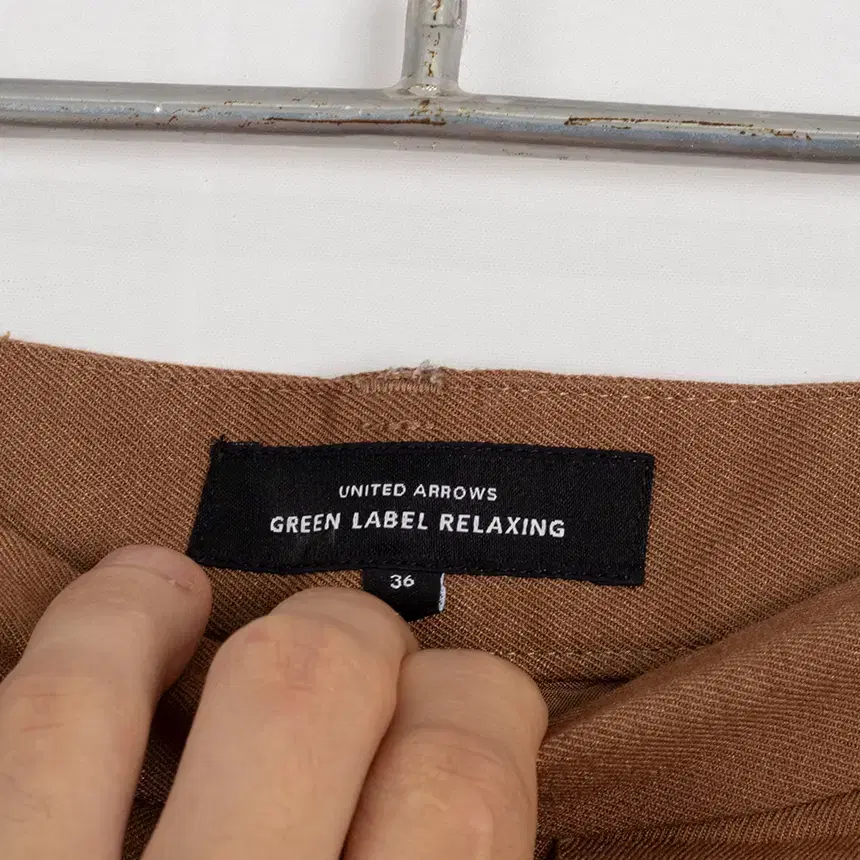 UNITED ARROWS
GREEN LABEL RELAXING
36